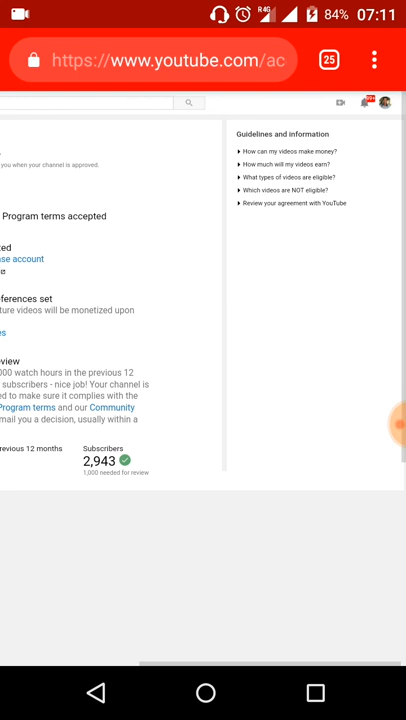 R4G 84% 07:11
https://www.youtube.com/ac
25
Guidelines and information
How can my videos make money?
How much will my videos earn?
What types of videos are eligible?
Which videos are NOT eligible?
Review your agreement with YouTube
you when your channel is approved.
Program terms accepted
ted
nse account
ferences set
ture videos will be monetized upon
es
view
000 watch hours in the previous 12
subscribers - nice job! Your channel is
ed to make sure it complies with the
Program terms and our Community
mail you a decision, usually within a
revious 12 months
Subscribers
2,943
1,000 needed for review